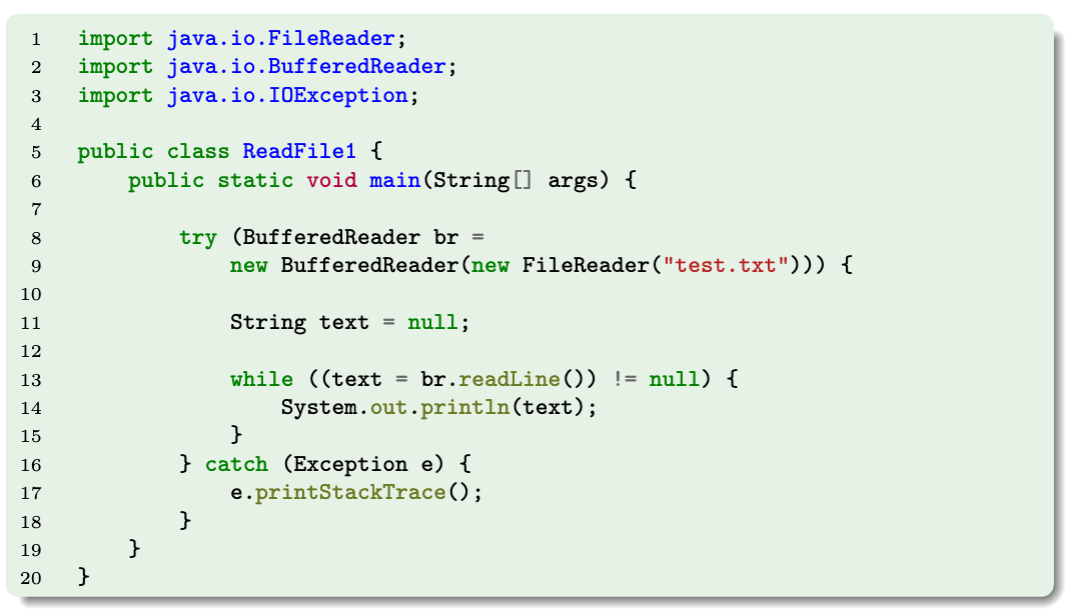 1 import java.io.FileReader;
2 import java.io.BufferedReader;
3 import java.io.IOException;
4
5 public class ReadFile1 {
6     public static void main(String[] args) {
7
8         try (BufferedReader br =
9             new BufferedReader(new FileReader("test.txt"))) {
10
11             String text = null;
12
13             while ((text = br.readLine()) != null) {
14                 System.out.println(text);
15             }
16         } catch (Exception e) {
17             e.printStackTrace();
18         }
19     }
20 }